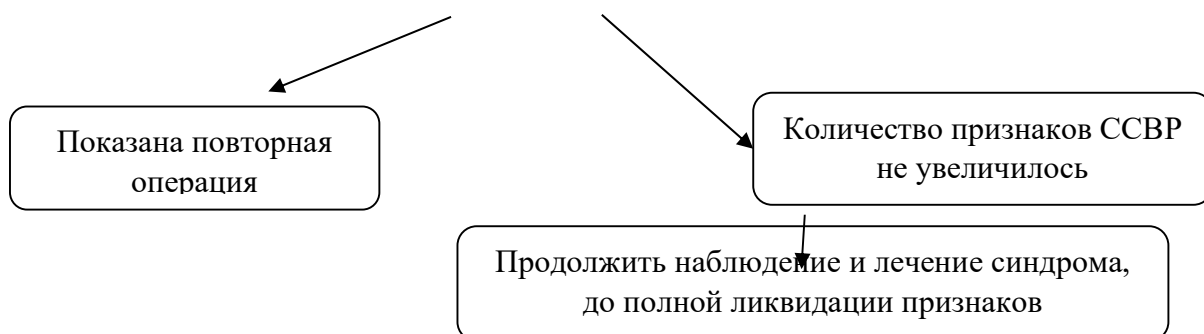 Показана повторная
операция
Количество признаков ССВР
не увеличилось
Продолжить наблюдение и лечение синдрома,
до полной ликвидации признаков